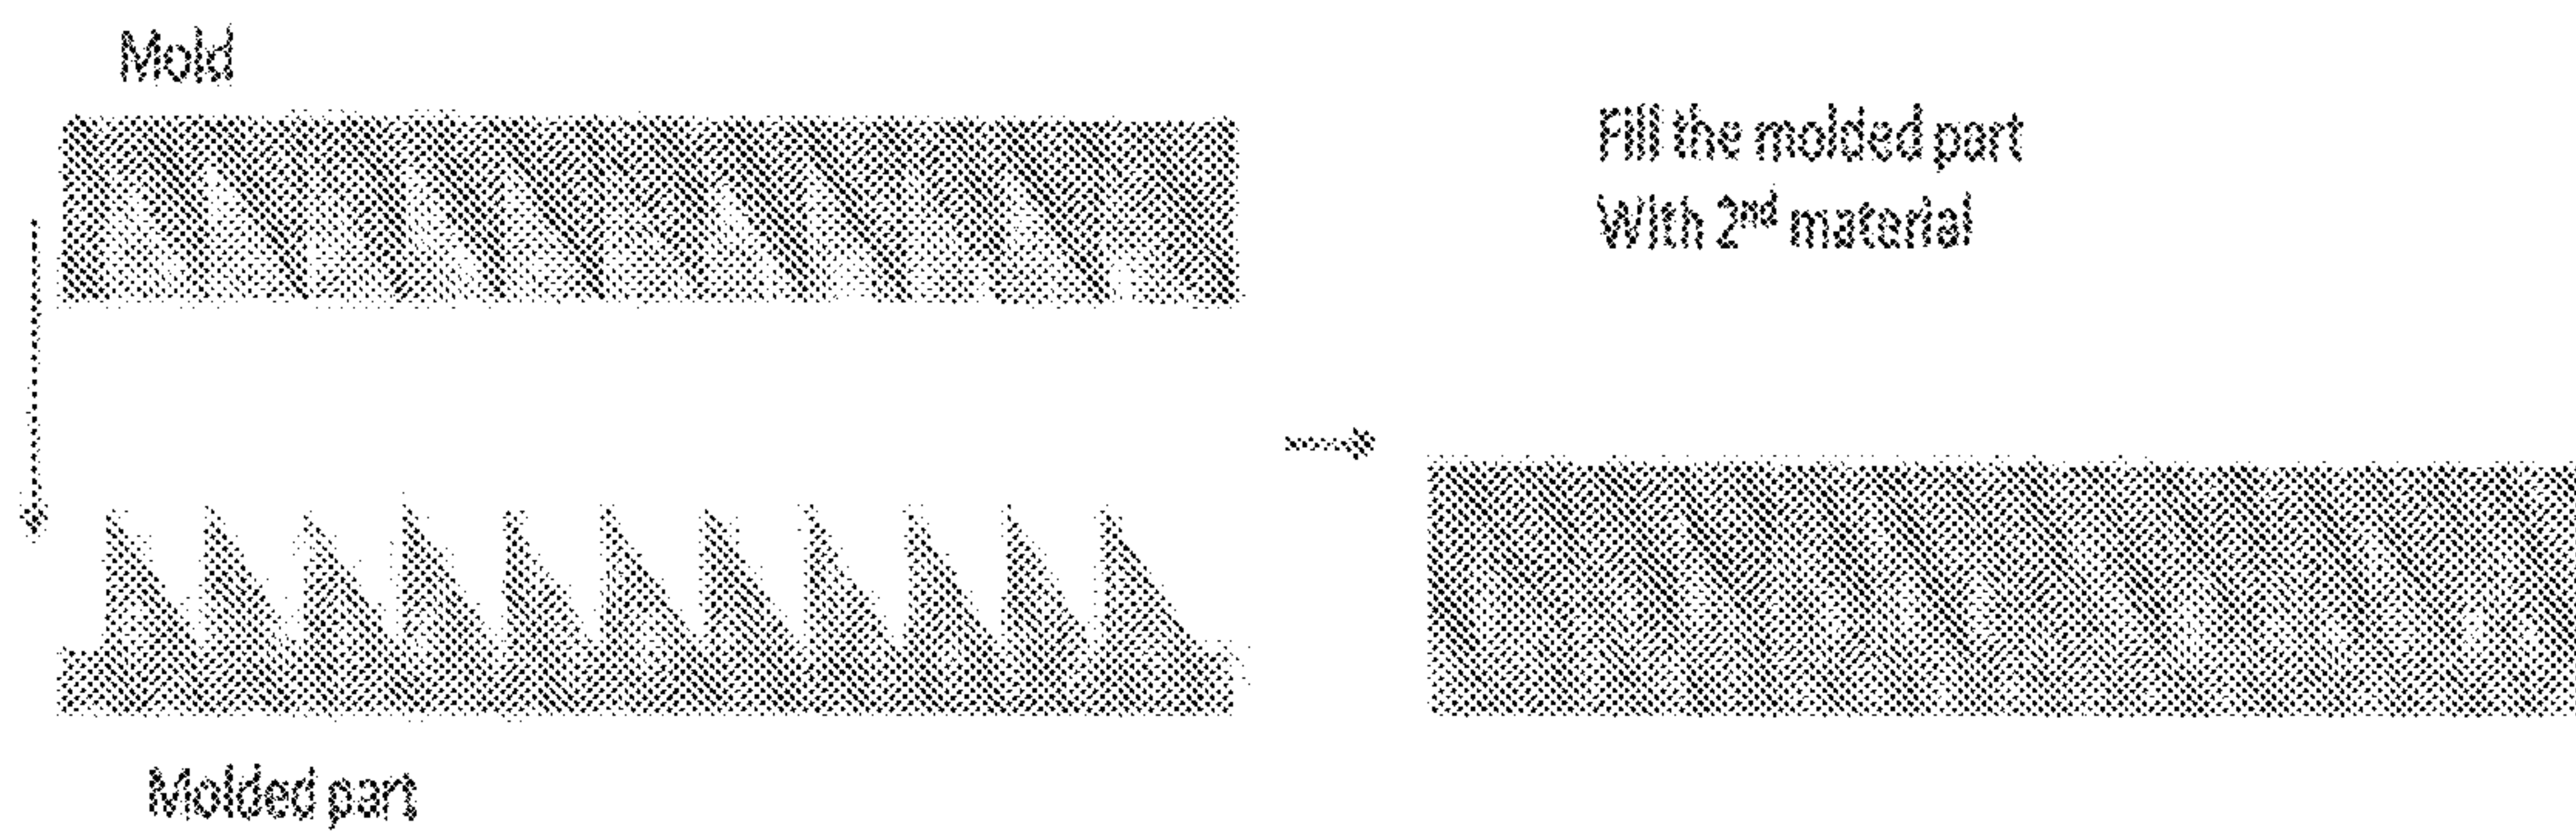 Mold
Fill the molded part
With 2nd material
Molded part